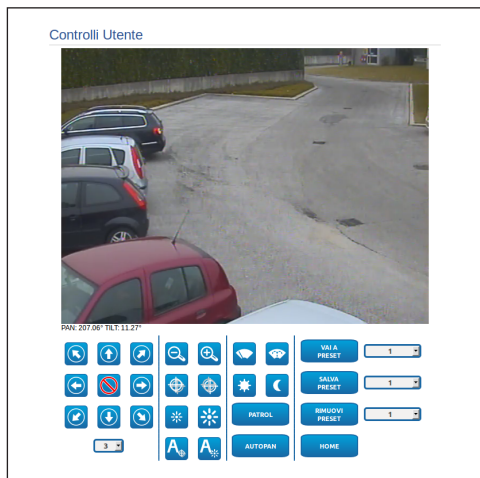 Controlli Utente
PAN: 207.06° TILT: 11.27°
VAI A
PRESET
1
SALVA
PRESET
1
PATROL
RIMUOVI
PRESET
1
3
A
A
AUTOPAN
HOME